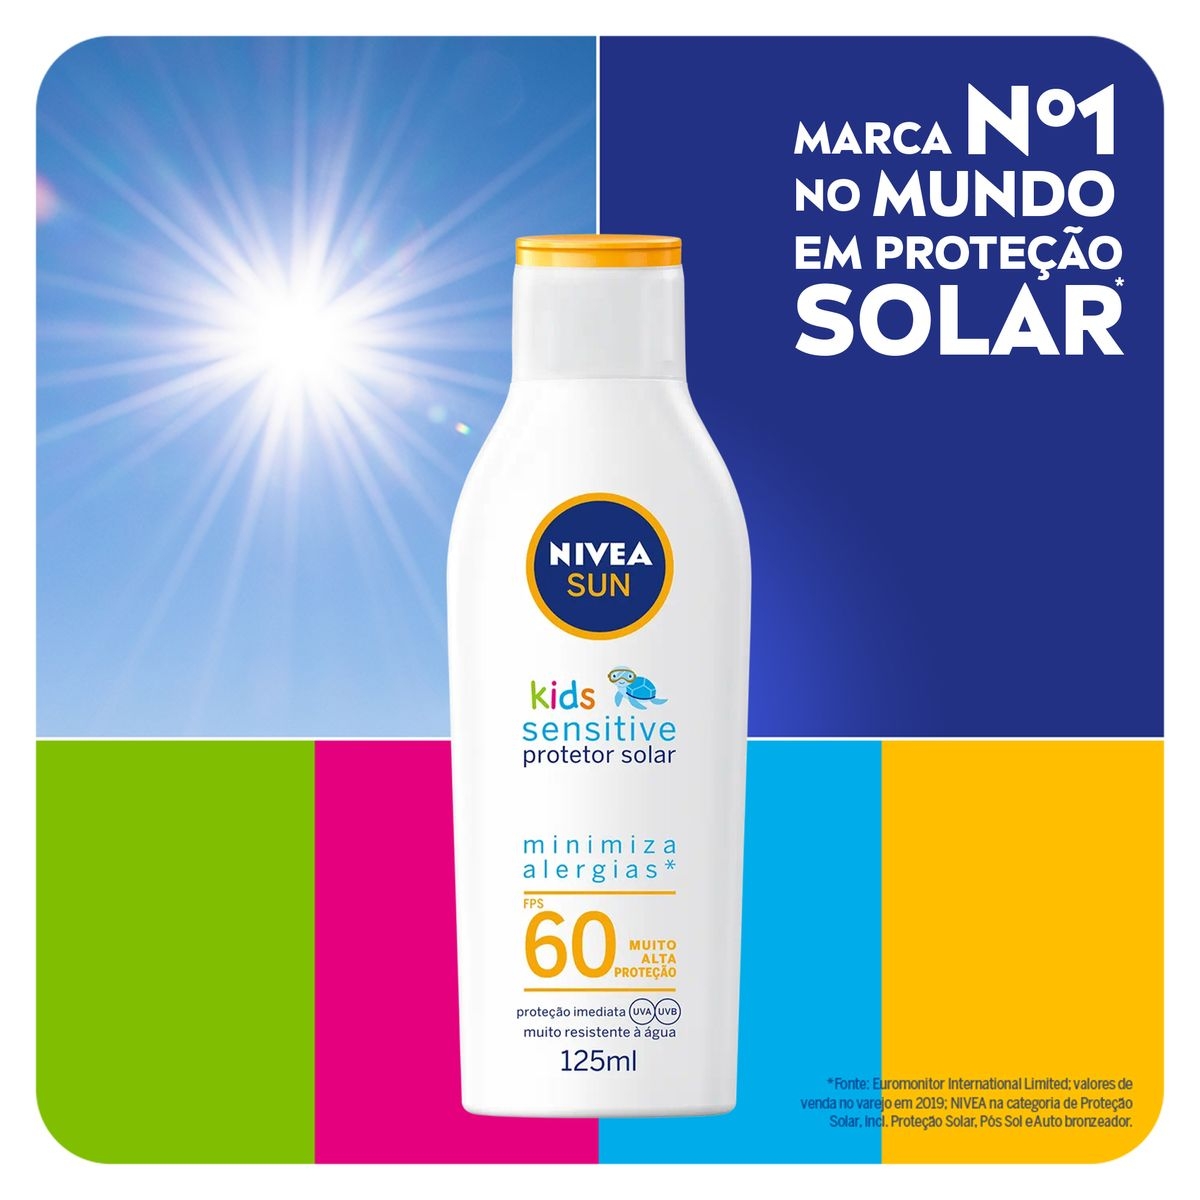 MARCA Nº1
NO MUNDO
EM PROTEÇÃO
SOLAR*
NIVEA
SUN
kids
sensitive
protetor solar
minimiza
alergias*
FPS
60
MUITO
ALTA
PROTEÇÃO
proteção imediata UVA UVB
muito resistente à água
125ml
*Fonte: Euromonitor International Limited; valores de
venda no varejo em 2019; NIVEA na categoria de Proteção
Solar, incl. Proteção Solar, Pós Sol e Auto bronzeador.